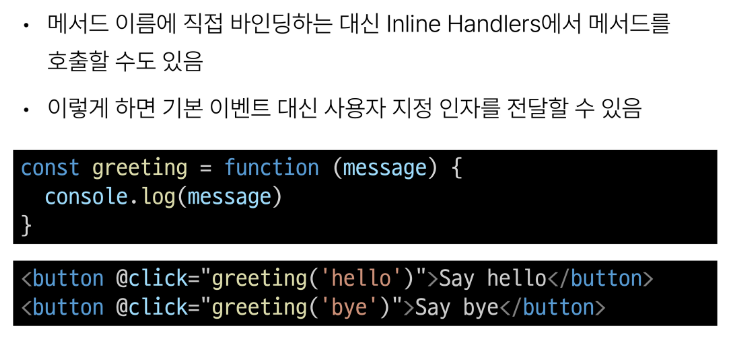 • 메서드 이름에 직접 바인딩하는 대신 Inline Handlers에서 메서드를
호출할 수도 있음
• 이렇게 하면 기본 이벤트 대신 사용자 지정 인자를 전달할 수 있음
const greeting = function (message) {
  console.log(message)
}
<button @click="greeting('hello')">Say hello</button>
<button @click="greeting('bye')">Say bye</button>